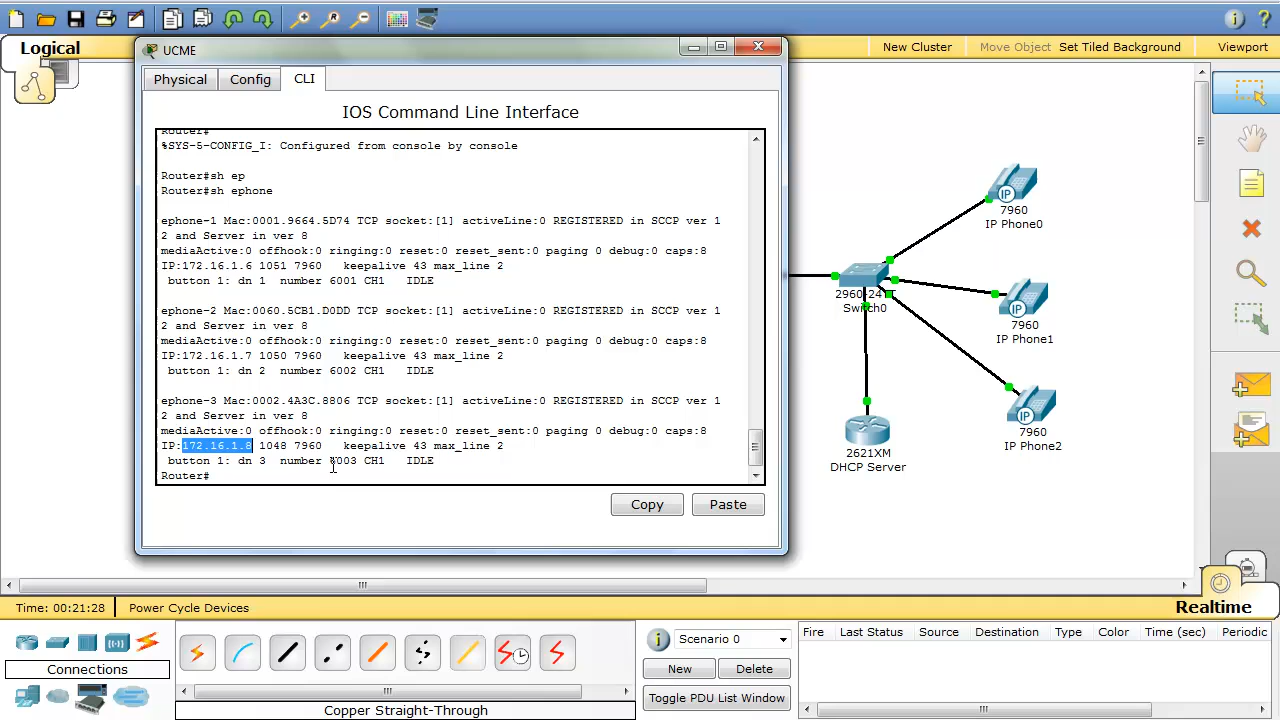 Logical
New Cluster
Move Object
Set Tiled Background
Viewport
UCME
Physical
Config
CLI
IOS Command Line Interface
Router#
%SYS-5-CONFIG_I: Configured from console by console
Router#sh ep
Router#sh ephone
ephone-1 Mac:0001.9664.5D74 TCP socket:[1] activeLine:0 REGISTERED in SCCP ver 1
2 and Server in ver 8
mediaActive:0 offhook:0 ringing:0 reset:0 reset_sent:0 paging 0 debug:0 caps:8
IP:172.16.1.6 1051 7960   keepalive 43 max_line 2
button 1: dn 1  number 6001 CH1   IDLE
ephone-2 Mac:0060.5CB1.D0DD TCP socket:[1] activeLine:0 REGISTERED in SCCP ver 1
2 and Server in ver 8
mediaActive:0 offhook:0 ringing:0 reset:0 reset_sent:0 paging 0 debug:0 caps:8
IP:172.16.1.7 1050 7960   keepalive 43 max_line 2
button 1: dn 2  number 6002 CH1   IDLE
ephone-3 Mac:0002.4A3C.8906 TCP socket:[1] activeLine:0 REGISTERED in SCCP ver 1
2 and Server in ver 8
mediaActive:0 offhook:0 ringing:0 reset:0 reset_sent:0 paging 0 debug:0 caps:8
IP:172.16.1.8 1048 7960   keepalive 43 max_line 2
button 1: dn 3  number 6003 CH1   IDLE
Router#
Copy
Paste
IP
7960
IP Phone0
2960-24TT
Switch0
IP
7960
IP Phone1
IP
7960
IP Phone2
2621XM
DHCP Server
Time: 00:21:28
Power Cycle Devices
Realtime
Connections
Copper Straight-Through
Scenario 0
New
Delete
Toggle PDU List Window
Fire
Last Status
Source
Destination
Type
Color
Time (sec)
Periodic